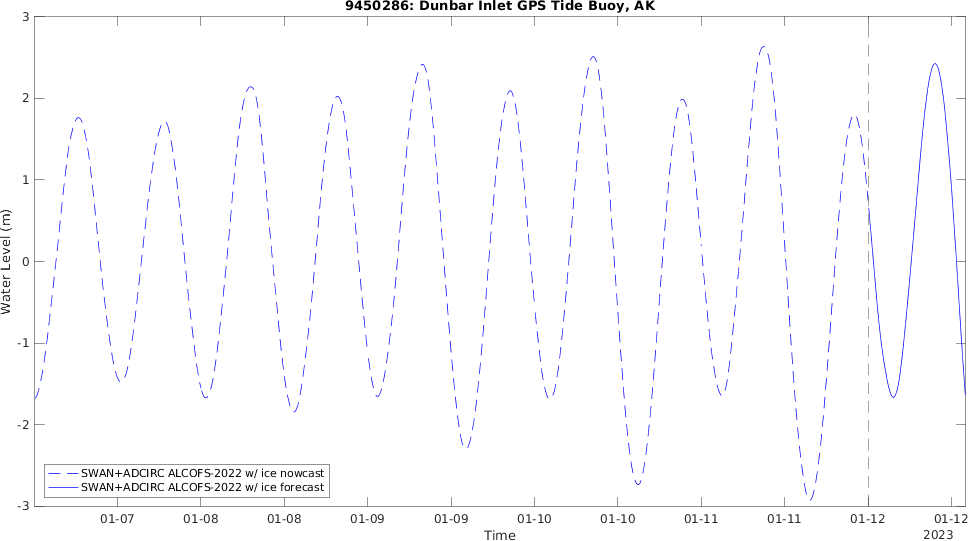 9450286: Dunbar Inlet GPS Tide Buoy, AK
3
2
1
0
-1
-2
-3
Water Level (m)
SWAN+ADCIRC ALCOFS-2022 w/ ice nowcast
SWAN+ADCIRC ALCOFS-2022 w/ ice forecast
01-07 01-08 01-08 01-09 01-09 01-10 01-10 01-11 01-11 01-12 01-12
Time
2023